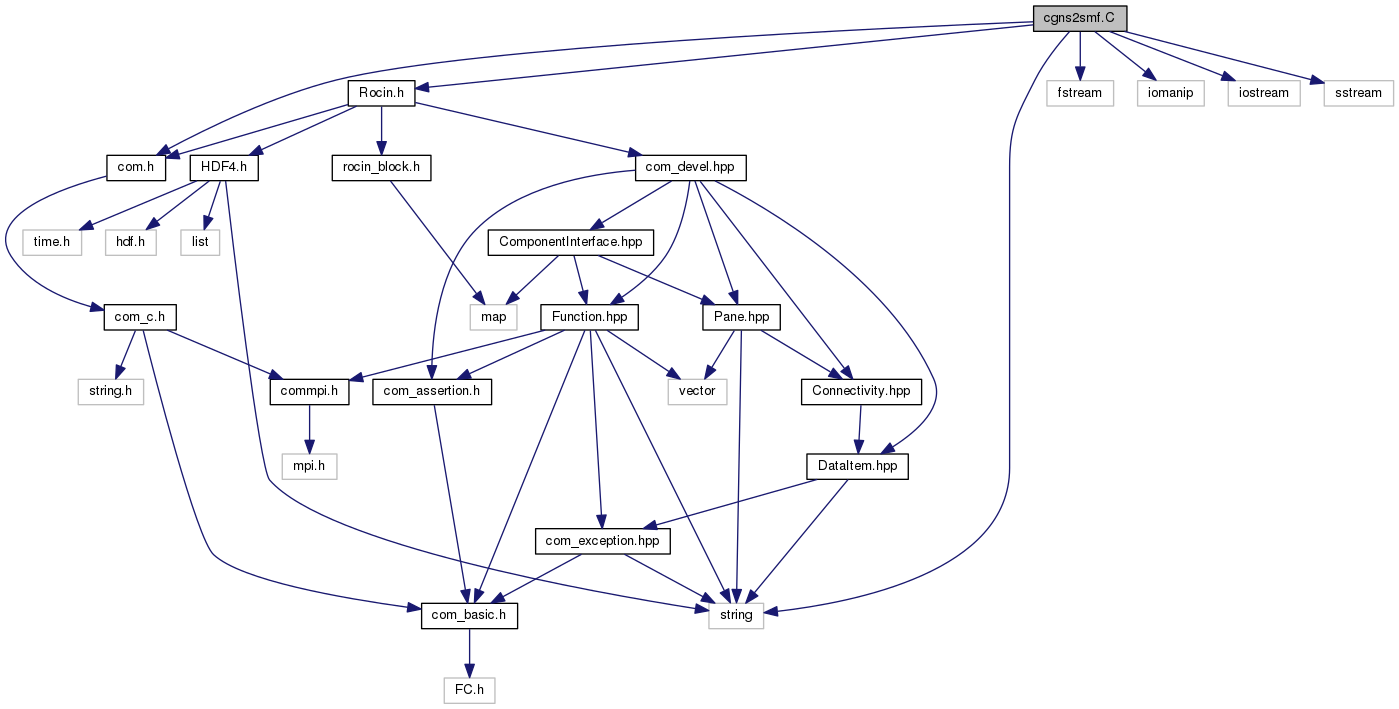 cgns2smf.C
Rocin.h
fstream
iomanip
iostream
sstream
com.h
HDF4.h
rocin_block.h
com_devel.hpp
time.h
hdf.h
list
ComponentInterface.hpp
com_c.h
map
Function.hpp
Pane.hpp
string.h
commpi.h
com_assertion.h
vector
Connectivity.hpp
mpi.h
DataItem.hpp
com_exception.hpp
com_basic.h
string
FC.h